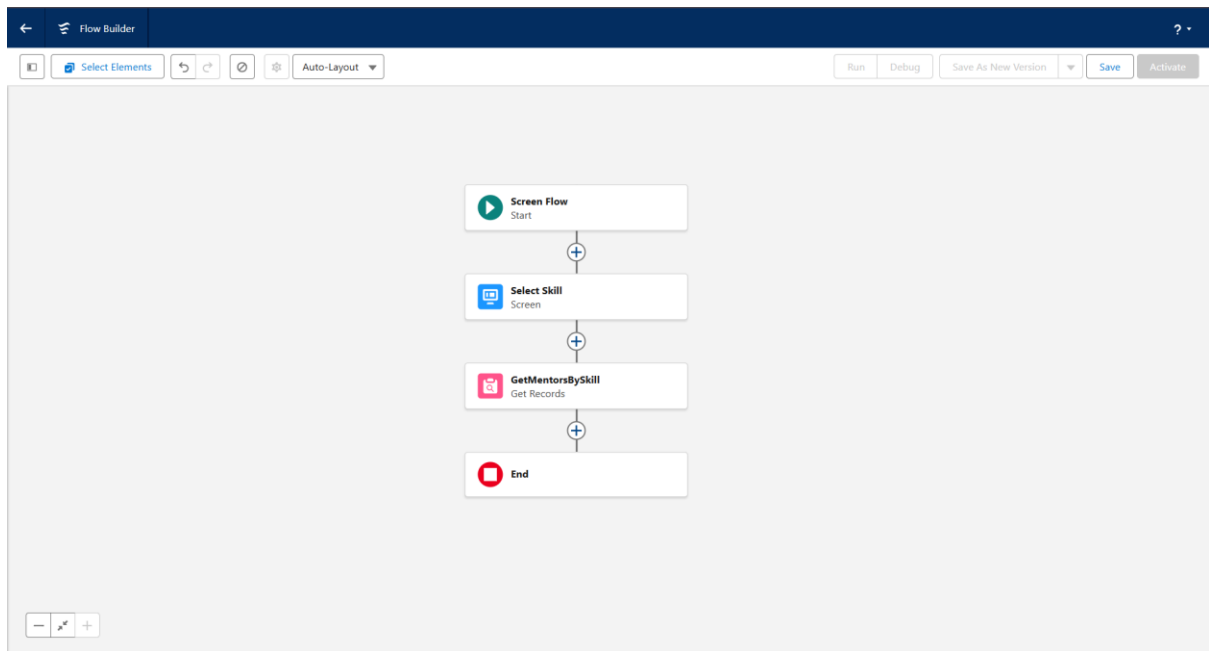 Flow Builder
?
Select Elements
Auto-Layout
Run
Debug
Save As New Version
Save
Activate
Screen Flow
Start
Select Skill
Screen
GetMentorsBySkill
Get Records
End